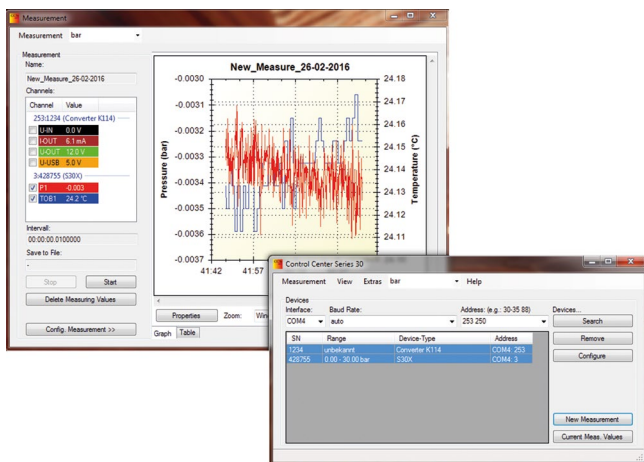 Measurement
Measurement bar
Measurement
Name:
New_Measure_26-02-2016
Channels:
Channel Value
253:1234 (Converter K114)
U-IN 0.0 V
I-OUT 6.1 mA
U-OUT 12.0 V
U-USB 5.0 V
3:428755 (S30X)
P1 -0.003
TOB1 24.2 °C
Intervall:
00:00:00.0100000
Save to File:
-
Stop Start
Delete Measuring Values
Config. Measurement >>
New_Measure_26-02-2016
Pressure (bar)
-0.0030
-0.0031
-0.0032
-0.0033
-0.0034
-0.0035
-0.0036
-0.0037
41:42 41:57
24.18
24.17
24.16
24.15
24.14
24.13
24.12
24.11
Temperature (°C)
Properties Zoom:
Graph Table
Control Center Series 30
Measurement View Extras bar Help
Devices
Interface: Baud Rate: Address: (e.g.: 30-35 88) Devices...
COM4 auto 253 250 Search
SN Range Device-Type Address Remove
1234 unbekannt Converter K114 COM4: 253
428755 0.00 - 30.00 bar S30X COM4: 3
Configure
New Measurement
Current Meas. Values